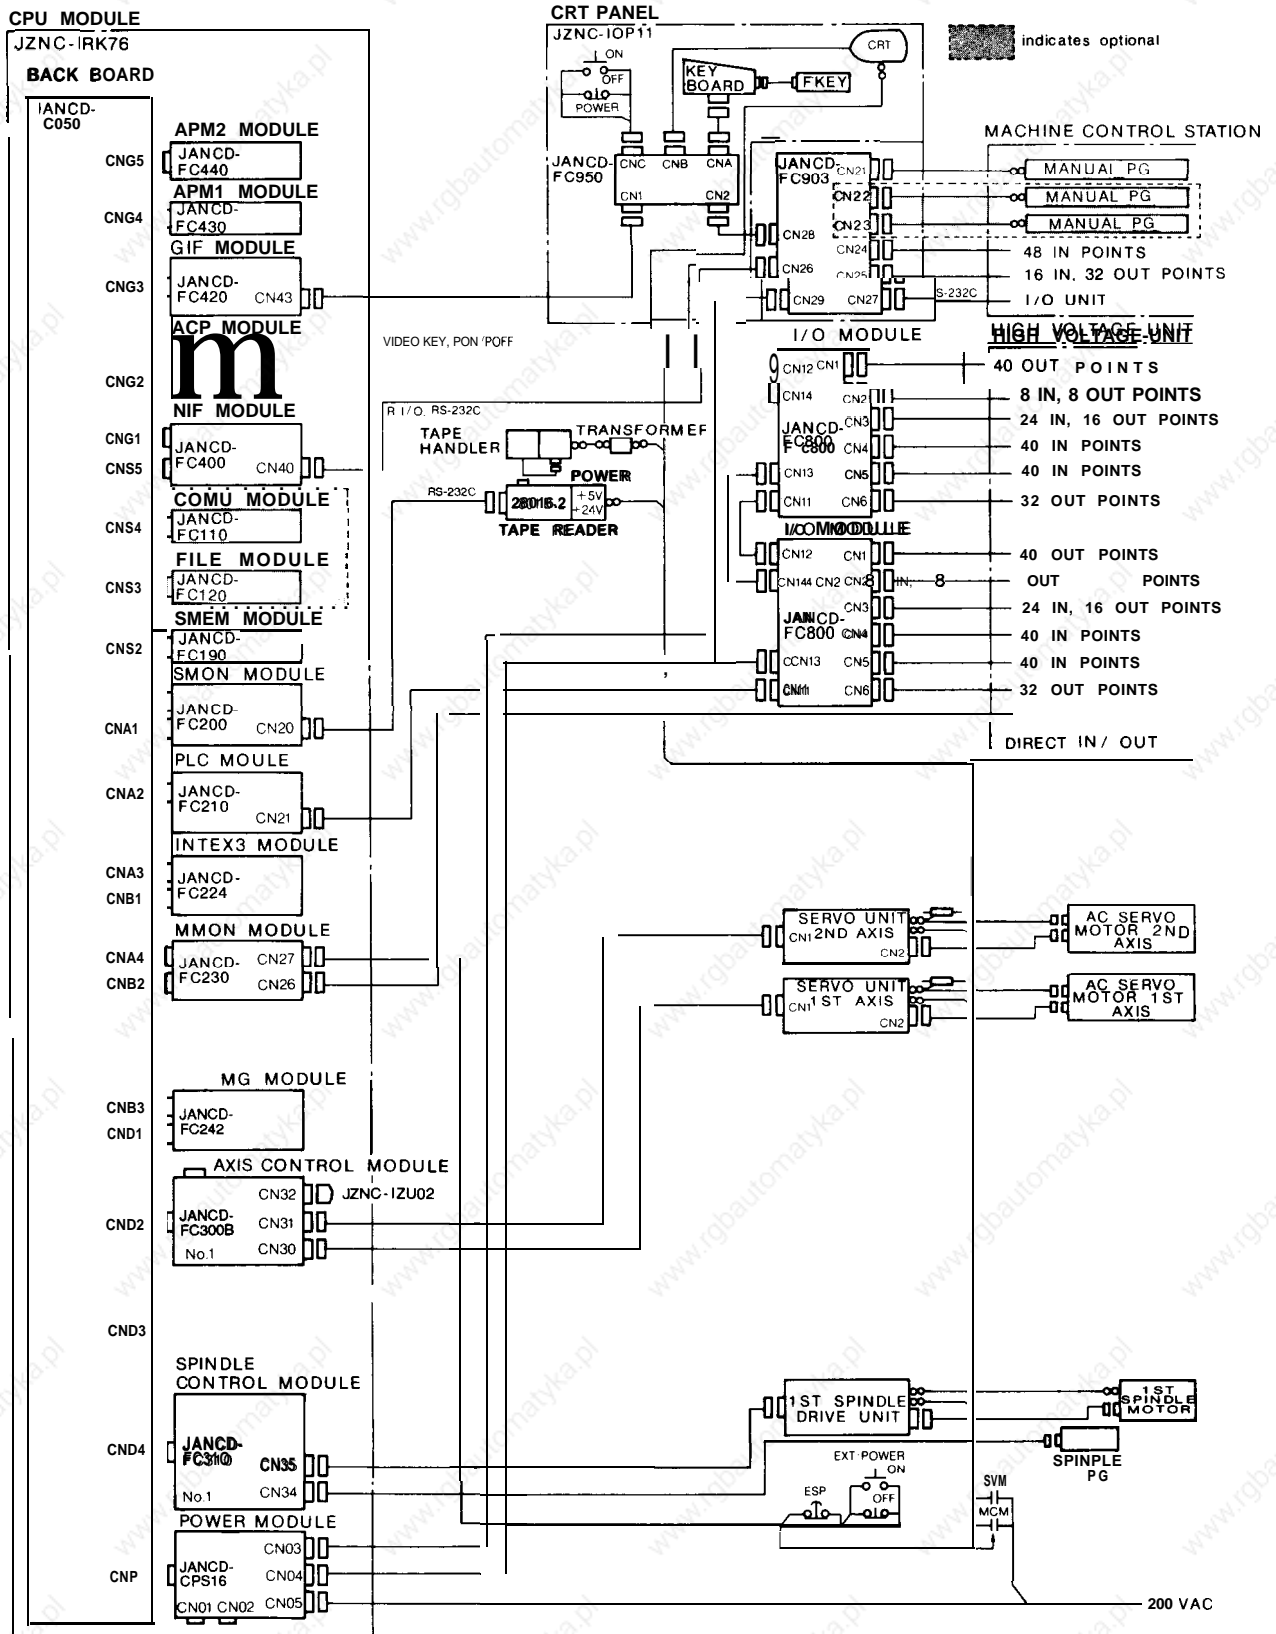 CPU MODULE
JZNC-IRK76
BACK BOARD
JANCD-
C050
APM2 MODULE
CNG5
JANCD-
FC440
APM1 MODULE
CNG4
JANCD-
FC430
GIF MODULE
CNG3
JANCD-
FC420
CN43
ACP MODULE
m
CNG2
NIF MODULE
CNG1
CNS5
JANCD-
FC400
CN40
COMU MODULE
CNS4
JANCD-
FC110
FILE MODULE
CNS3
JANCD-
FC120
SMEM MODULE
CNS2
JANCD-
FC190
SMON MODULE
CNA1
JANCD-
FC200
CN20
PLC MOULE
CNA2
JANCD-
FC210
CN21
INTEX3 MODULE
CNA3
CNB1
JANCD-
FC224
MMON MODULE
CNA4
CNB2
JANCD-
FC230
CN27
CN26
MG MODULE
CNB3
CND1
JANCD-
FC242
AXIS CONTROL MODULE
CN32
JZNC-IZU02
CND2
JANCD-
FC300B
CN31
No.1
CN30
CND3
SPINDLE
CONTROL MODULE
CND4
JANCD-
FC310
CN35
No.1
CN34
POWER MODULE
CN03
CNP
JANCD-
CPS16
CN04
CN01 CN02 CN05
CRT PANEL
JZNC-IOP11
ON
OFF
POWER
KEY
BOARD
FKEY
CRT
JANCD-
FC950
CNC CNB CNA
CN1 CN2
JANCD-
FC903
CN21
CN22
CN23
CN24
CN25
CN28
CN26
CN29
CN27
S-232C
indicates optional
MACHINE CONTROL STATION
MANUAL PG
MANUAL PG
MANUAL PG
48 IN POINTS
16 IN, 32 OUT POINTS
I/O UNIT
VIDEO KEY, PON/POFF
R I/O, RS-232C
I/O MODULE
HIGH VOLTAGE UNIT
CN12 CN1
40 OUT POINTS
CN14 CN2
8 IN, 8 OUT POINTS
JANCD-
FC800
CN3
24 IN, 16 OUT POINTS
CN4
40 IN POINTS
CN13 CN5
40 IN POINTS
CN11 CN6
32 OUT POINTS
TAPE
HANDLER
TRANSFORMER
POWER
RS-232C
+5V
+24V
TAPE READER
I/O MODULE
CN12 CN1
40 OUT POINTS
CN14 CN2
8 IN, 8 OUT POINTS
JANCD-
FC800
CN3
24 IN, 16 OUT POINTS
CN4
40 IN POINTS
CN13 CN5
40 IN POINTS
CN11 CN6
32 OUT POINTS
DIRECT IN/ OUT
SERVO UNIT
2ND AXIS
CN1
CN2
AC SERVO
MOTOR 2ND
AXIS
SERVO UNIT
1ST AXIS
CN1
CN2
AC SERVO
MOTOR 1ST
AXIS
1ST SPINDLE
DRIVE UNIT
1ST
SPINDLE
MOTOR
SPINPLE
PG
EXT·POWER
ON
OFF
ESP
SVM
MCM
200 VAC
www.rgbautomatyka.pl